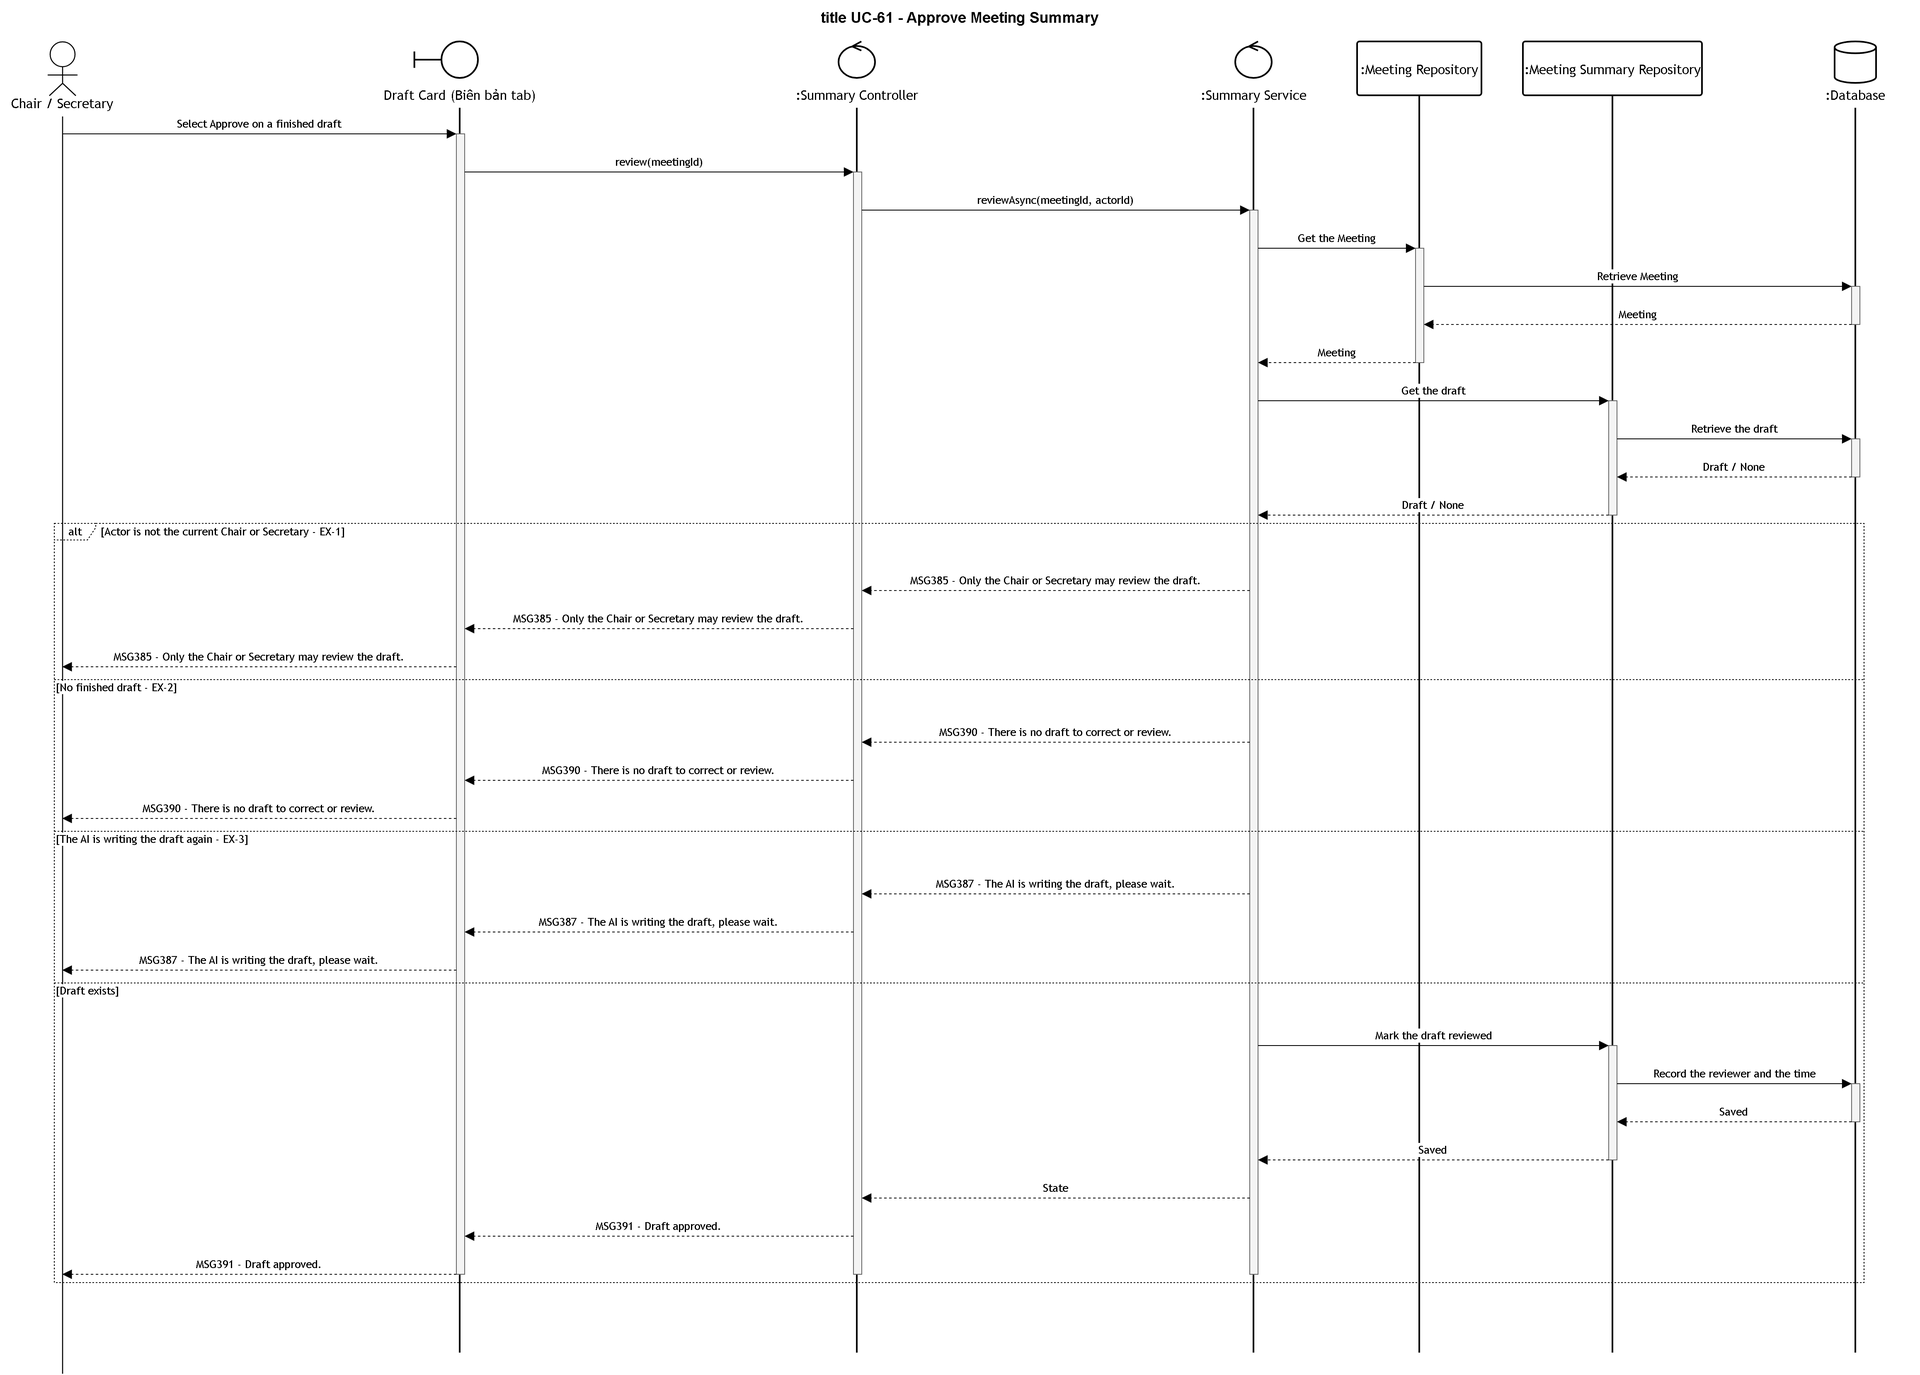 title UC-61 - Approve Meeting Summary
Chair / Secretary
Draft Card (Biên bản tab)
:Summary Controller
:Summary Service
:Meeting Repository
:Meeting Summary Repository
:Database
Select Approve on a finished draft
review(meetingId)
reviewAsync(meetingId, actorId)
Get the Meeting
Retrieve Meeting
Meeting
Meeting
Get the draft
Retrieve the draft
Draft / None
Draft / None
alt [Actor is not the current Chair or Secretary - EX-1]
MSG385 - Only the Chair or Secretary may review the draft.
MSG385 - Only the Chair or Secretary may review the draft.
MSG385 - Only the Chair or Secretary may review the draft.
[No finished draft - EX-2]
MSG390 - There is no draft to correct or review.
MSG390 - There is no draft to correct or review.
MSG390 - There is no draft to correct or review.
[The AI is writing the draft again - EX-3]
MSG387 - The AI is writing the draft, please wait.
MSG387 - The AI is writing the draft, please wait.
MSG387 - The AI is writing the draft, please wait.
[Draft exists]
Mark the draft reviewed
Record the reviewer and the time
Saved
Saved
State
MSG391 - Draft approved.
MSG391 - Draft approved.